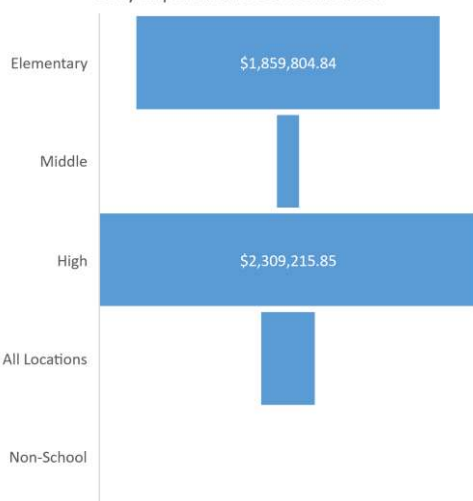 Elementary
$1,859,804.84
Middle
High
$2,309,215.85
All Locations
Non-School